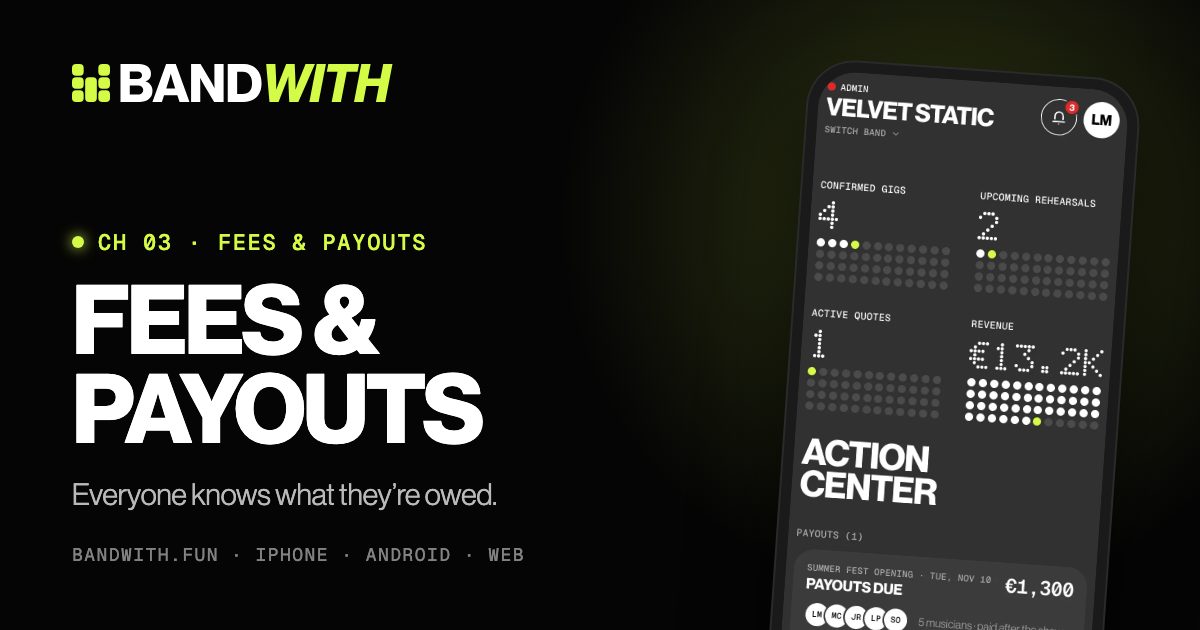 BANDWITH
CH 03 · FEES & PAYOUTS
FEES &
PAYOUTS
Everyone knows what they’re owed.
BANDWITH.FUN · IPHONE · ANDROID · WEB
ADMIN
VELVET STATIC
SWITCH BAND
3
LM
CONFIRMED GIGS
4
UPCOMING REHEARSALS
2
ACTIVE QUOTES
1
REVENUE
€13.2K
ACTION
CENTER
PAYOUTS (1)
SUMMER FEST OPENING · TUE, NOV 10
PAYOUTS DUE
€1,300
LM MC JR LP SO
5 musicians · paid after the